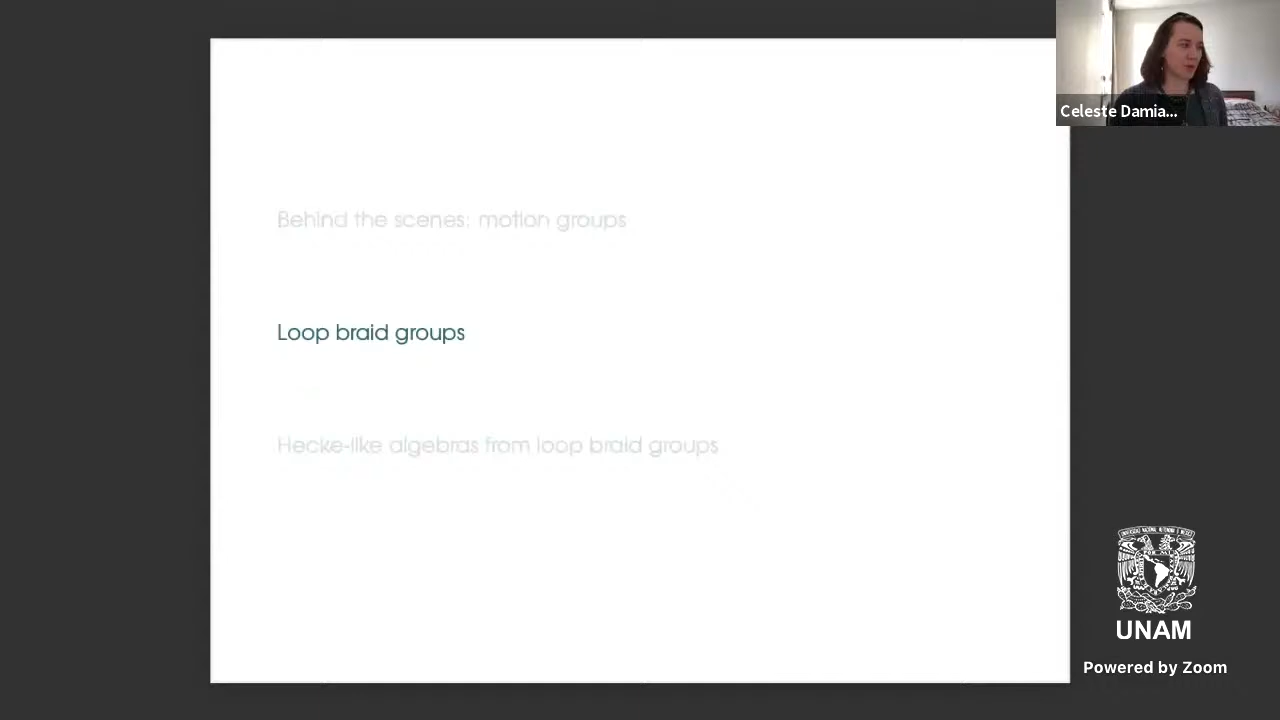 Celeste Damia...
Behind the scenes: motion groups
Loop braid groups
Hecke-like algebras from loop braid groups
UNAM
Powered by Zoom